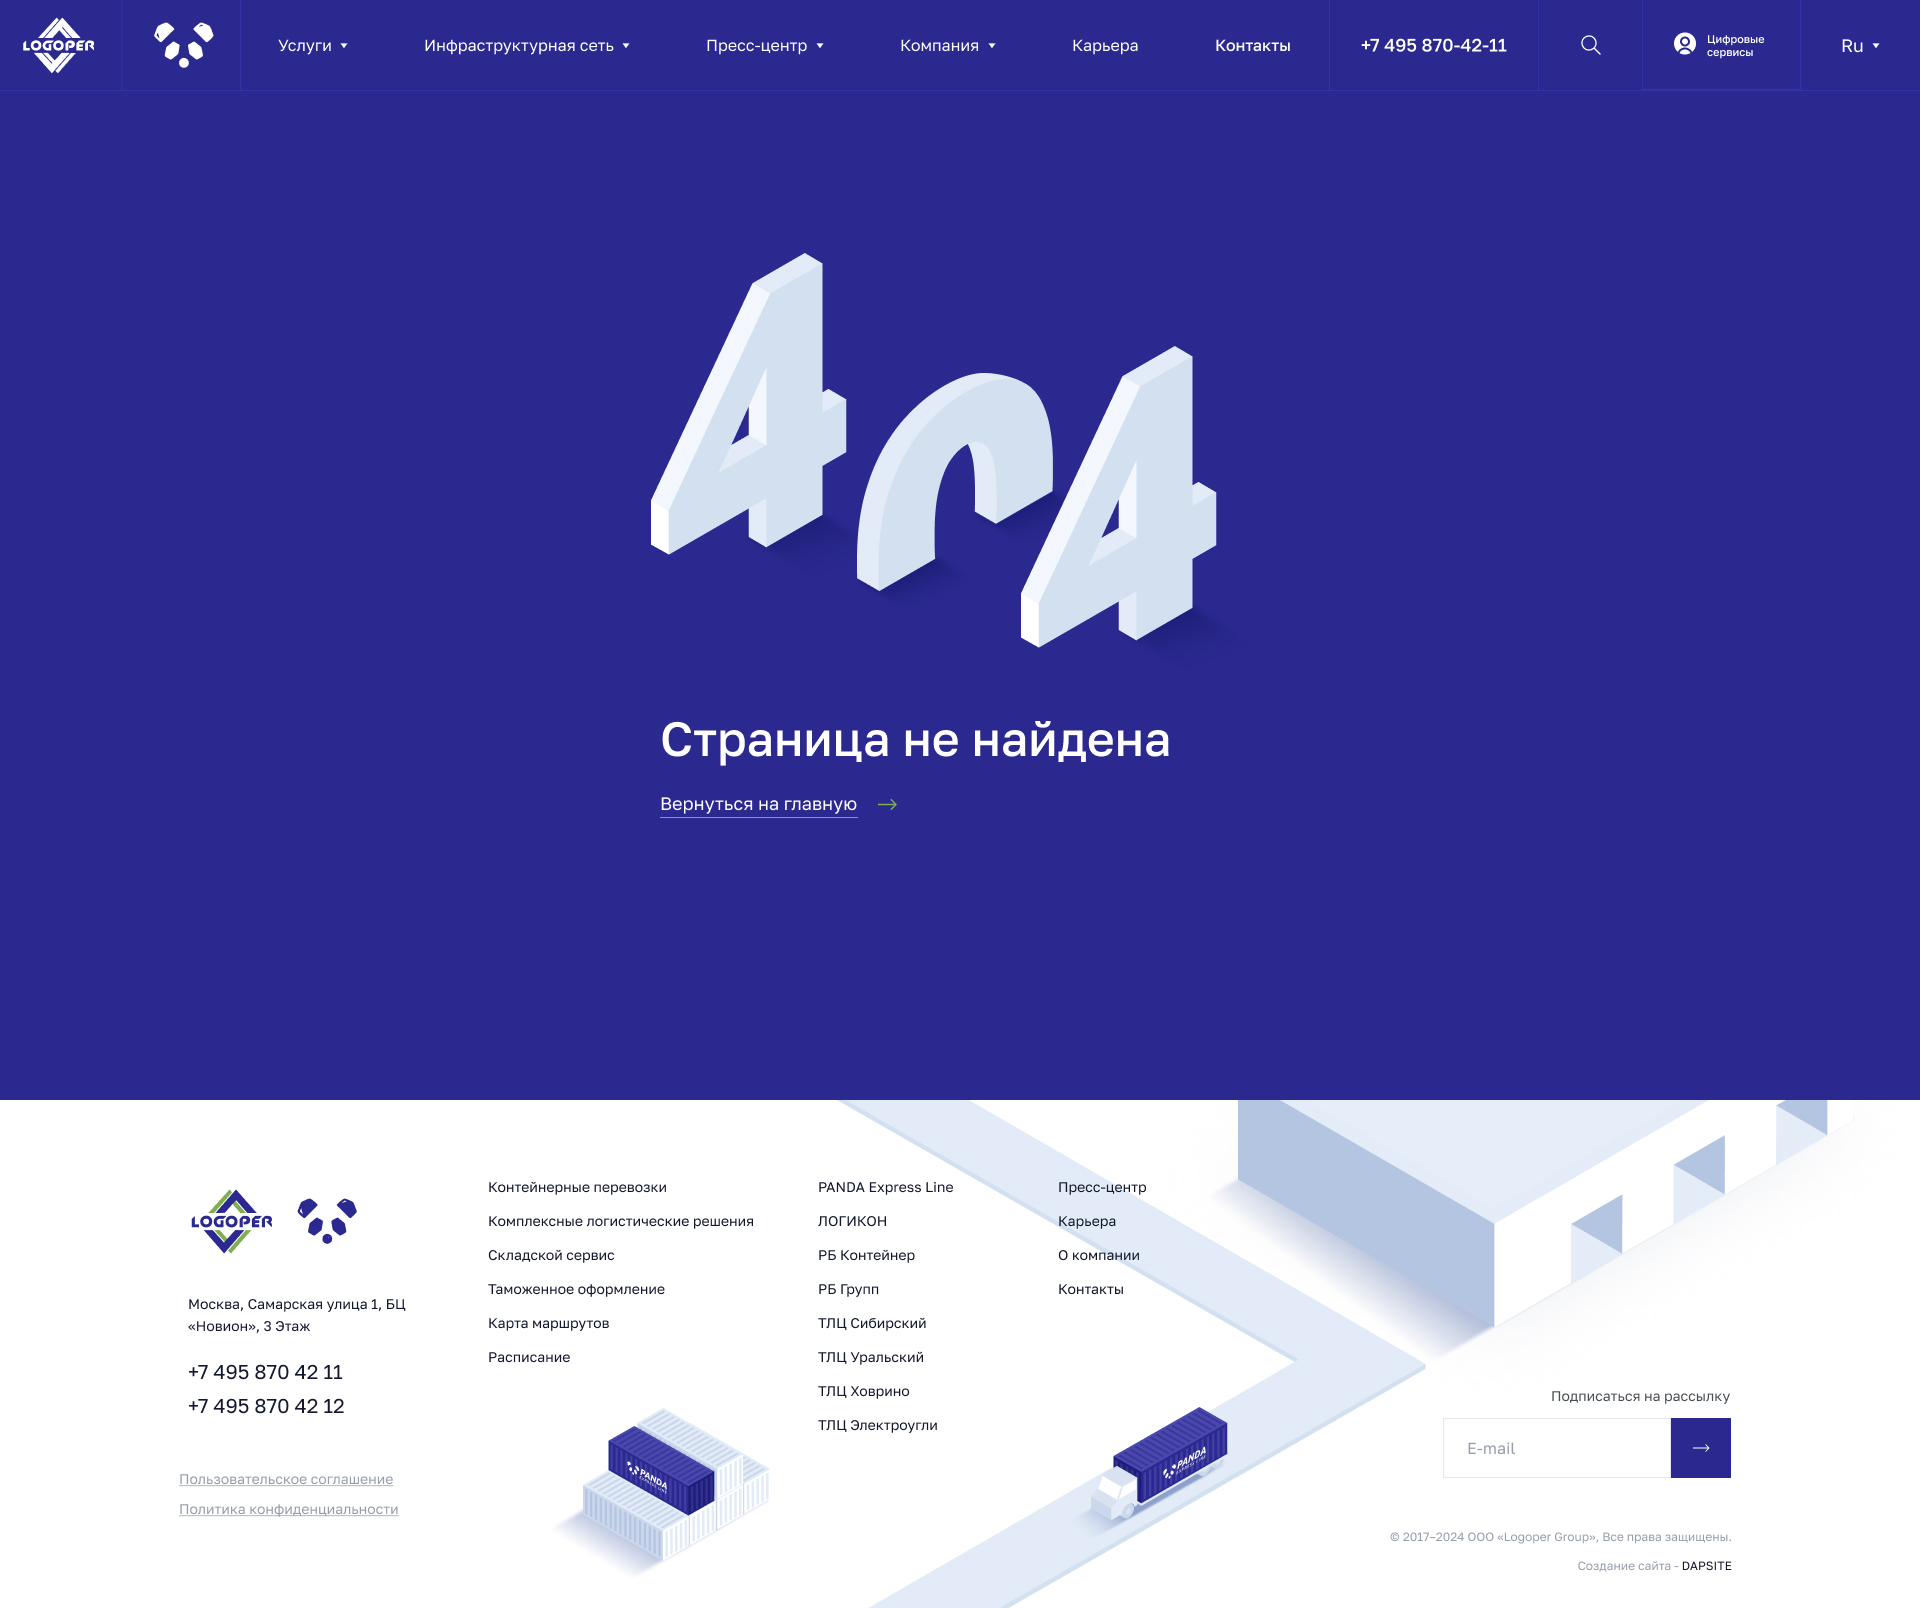 LOGOPER
Услуги
Инфраструктурная сеть
Пресс-центр
Компания
Карьера
Контакты
+7 495 870-42-11
Цифровые
сервисы
Ru
404
Страница не найдена
Вернуться на главную
LOGOPER
Москва, Самарская улица 1, БЦ
«Новион», 3 Этаж
+7 495 870 42 11
+7 495 870 42 12
Пользовательское соглашение
Политика конфиденциальности
Контейнерные перевозки
Комплексные логистические решения
Складской сервис
Таможенное оформление
Карта маршрутов
Расписание
PANDA
EXPRESS LINE
PANDA Express Line
ЛОГИКОН
РБ Контейнер
РБ Групп
ТЛЦ Сибирский
ТЛЦ Уральский
ТЛЦ Ховрино
ТЛЦ Электроугли
Пресс-центр
Карьера
О компании
Контакты
PANDA
EXPRESS LINE
Подписаться на рассылку
E-mail
© 2017–2024 ООО «Logoper Group», Все права защищены.
Создание сайта - DAPSITE